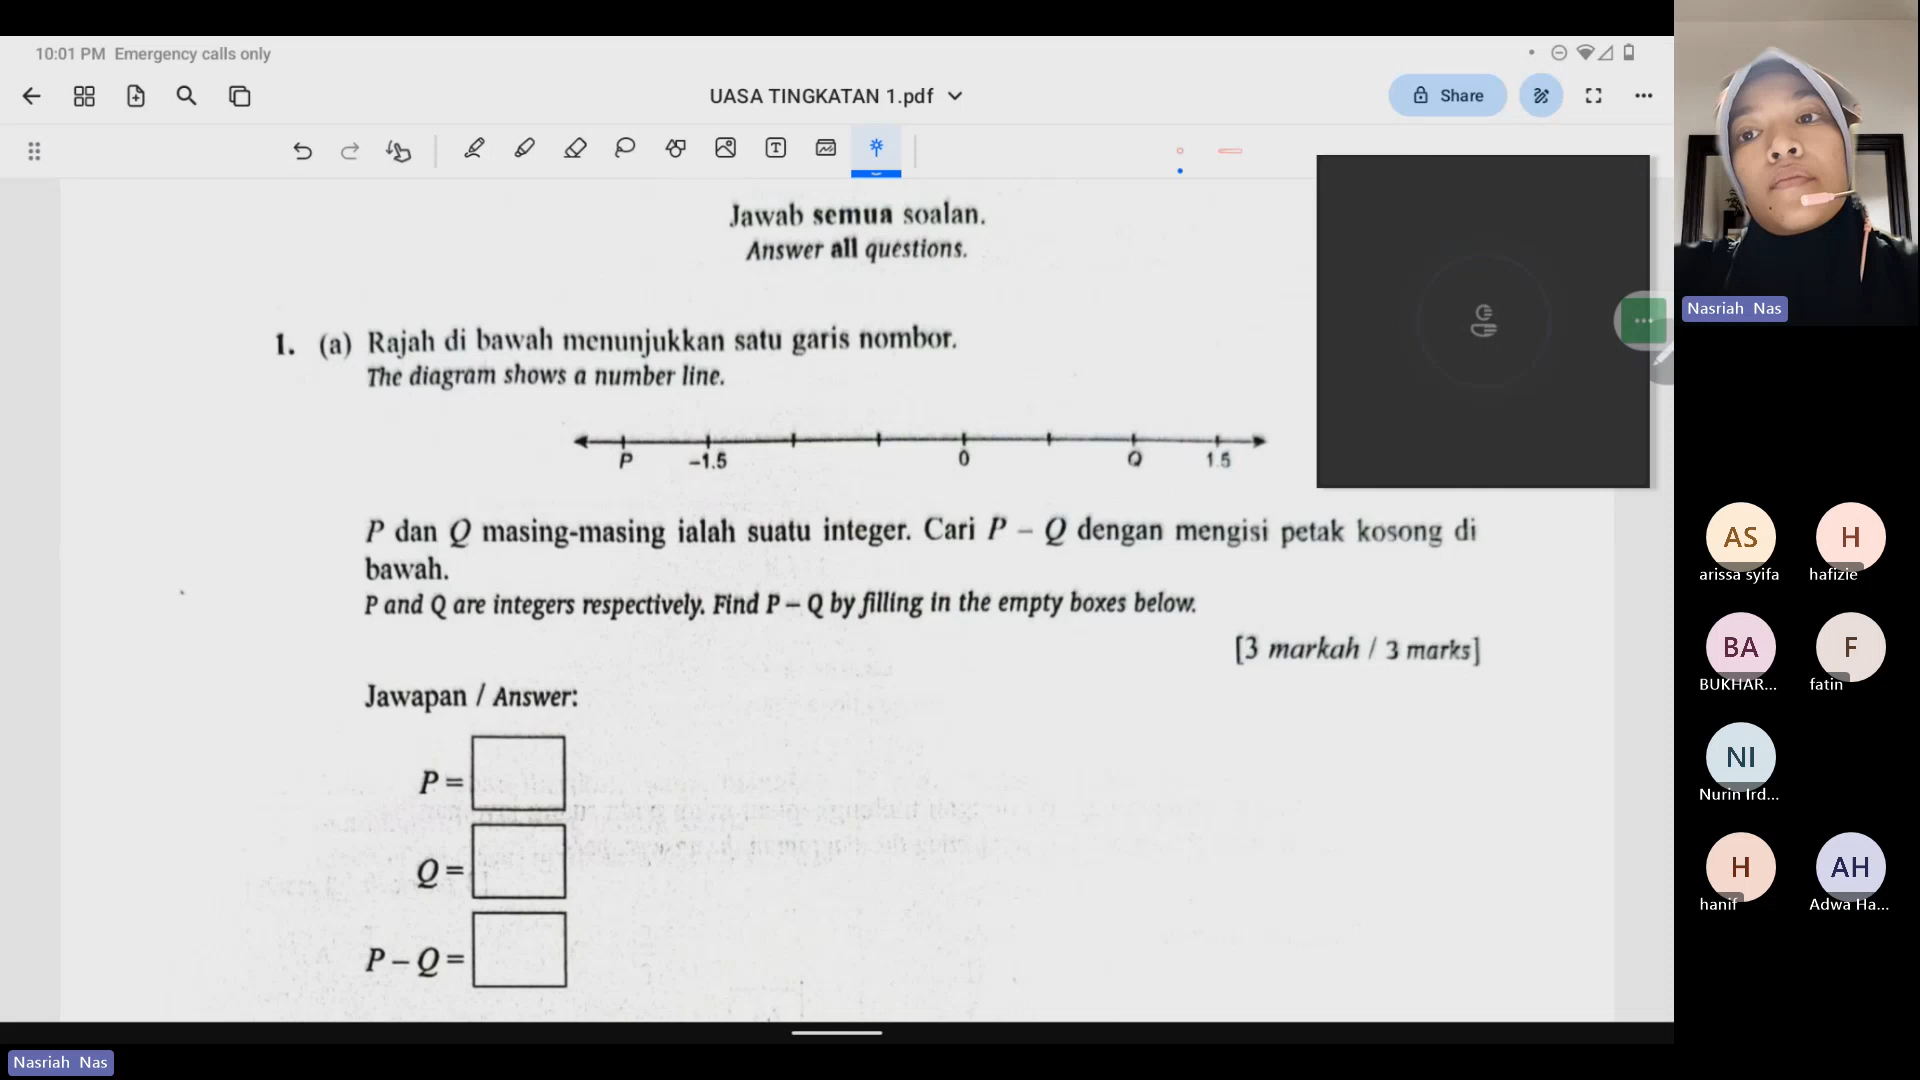 10:01 PM Emergency calls only
UASA TINGKATAN 1.pdf
Share
Jawab semua soalan.
Answer all questions.
1. (a) Rajah di bawah menunjukkan satu garis nombor.
The diagram shows a number line.
P -1.5 0 Q 1.5
P dan Q masing-masing ialah suatu integer. Cari P – Q dengan mengisi petak kosong di
bawah.
P and Q are integers respectively. Find P – Q by filling in the empty boxes below.
[3 markah / 3 marks]
Jawapan / Answer:
P =
Q =
P – Q =
Nasriah Nas
AS
arissa syifa
H
hafizie
BA
BUKHAR...
F
fatin
NI
Nurin Ird...
H
hanif
AH
Adwa Ha...
Nasriah Nas